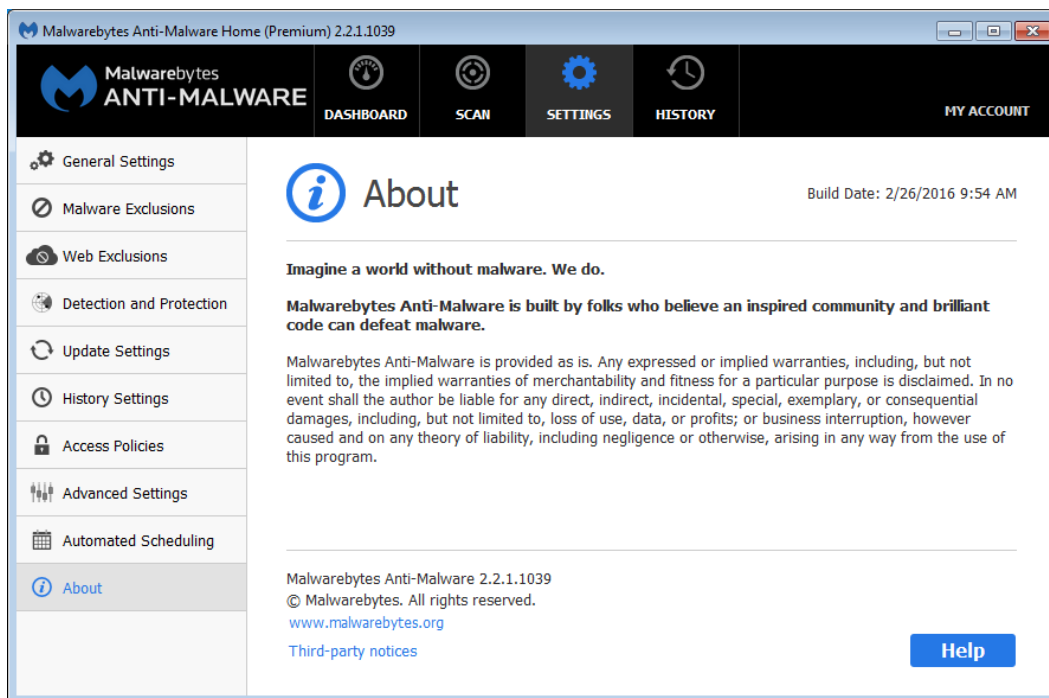 Malwarebytes Anti-Malware Home (Premium) 2.2.1.1039
Malwarebytes
ANTI-MALWARE
DASHBOARD
SCAN
SETTINGS
HISTORY
MY ACCOUNT
General Settings
Malware Exclusions
Web Exclusions
Detection and Protection
Update Settings
History Settings
Access Policies
Advanced Settings
Automated Scheduling
About
About
Build Date: 2/26/2016 9:54 AM
Imagine a world without malware. We do.
Malwarebytes Anti-Malware is built by folks who believe an inspired community and brilliant
code can defeat malware.
Malwarebytes Anti-Malware is provided as is. Any expressed or implied warranties, including, but not
limited to, the implied warranties of merchantability and fitness for a particular purpose is disclaimed. In no
event shall the author be liable for any direct, indirect, incidental, special, exemplary, or consequential
damages, including, but not limited to, loss of use, data, or profits; or business interruption, however
caused and on any theory of liability, including negligence or otherwise, arising in any way from the use of
this program.
Malwarebytes Anti-Malware 2.2.1.1039
© Malwarebytes. All rights reserved.
www.malwarebytes.org
Third-party notices
Help